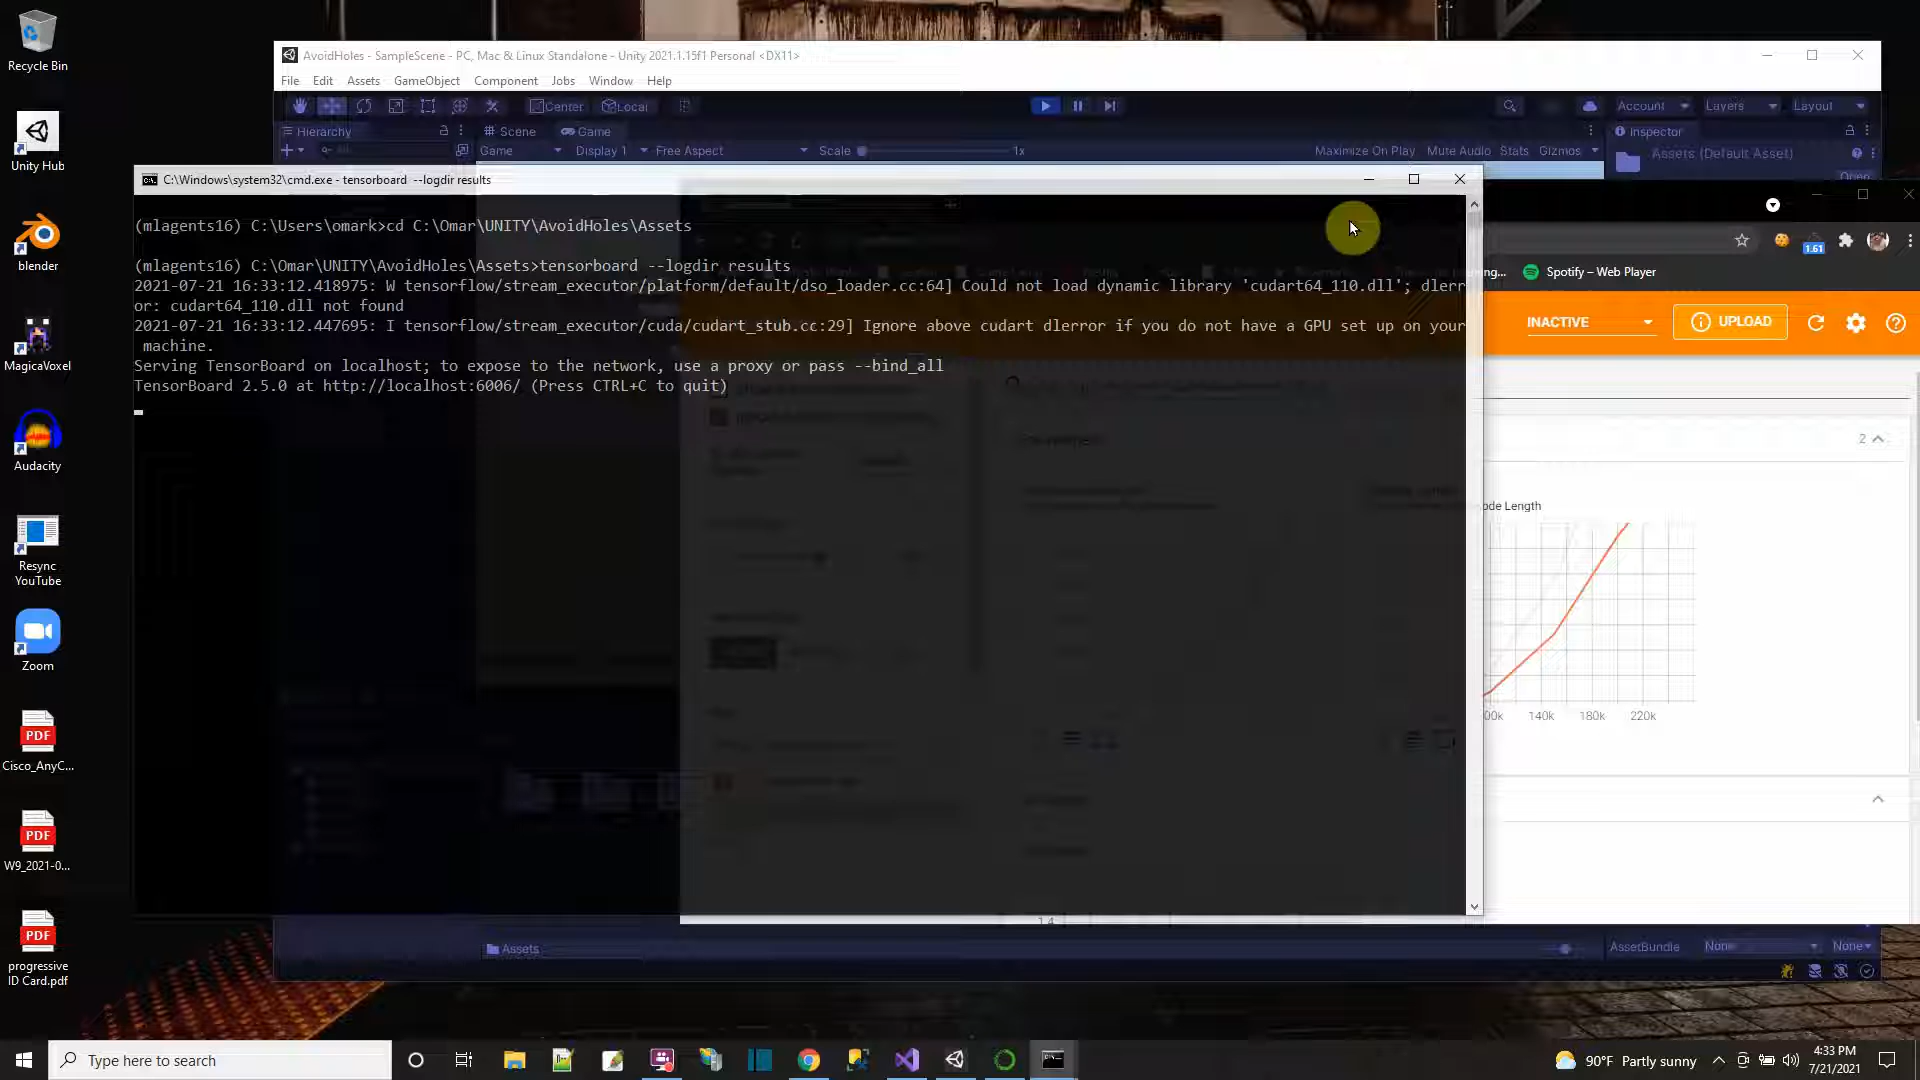 Recycle Bin
Unity Hub
blender
MagicaVoxel
Audacity
Resync
YouTube
Zoom
Cisco_AnyC...
W9_2021-0...
progressive
ID Card.pdf
AvoidHoles - SampleScene - PC, Mac & Linux Standalone - Unity 2021.1.15f1 Personal <DX11>
File Edit Assets GameObject Component Jobs Window Help
Center Local Account Layers Layout
Hierarchy Scene Game Inspector
Game Display 1 Free Aspect Scale 1x Maximize On Play Mute Audio Stats Gizmos Assets (Default Asset)
Open
C:\Windows\system32\cmd.exe - tensorboard --logdir results
(mlagents16) C:\Users\omark>cd C:\Omar\UNITY\AvoidHoles\Assets
(mlagents16) C:\Omar\UNITY\AvoidHoles\Assets>tensorboard --logdir results
2021-07-21 16:33:12.418975: W tensorflow/stream_executor/platform/default/dso_loader.cc:64] Could not load dynamic library 'cudart64_110.dll'; dlerr
or: cudart64_110.dll not found
2021-07-21 16:33:12.447695: I tensorflow/stream_executor/cuda/cudart_stub.cc:29] Ignore above cudart dlerror if you do not have a GPU set up on your
machine.
Serving TensorBoard on localhost; to expose to the network, use a proxy or pass --bind_all
TensorBoard 2.5.0 at http://localhost:6006/ (Press CTRL+C to quit)
1.61
Spotify – Web Player
INACTIVE UPLOAD
2
ode Length
00k 140k 180k 220k
1.4
Assets
AssetBundle None None
Type here to search
90°F Partly sunny
4:33 PM
7/21/2021